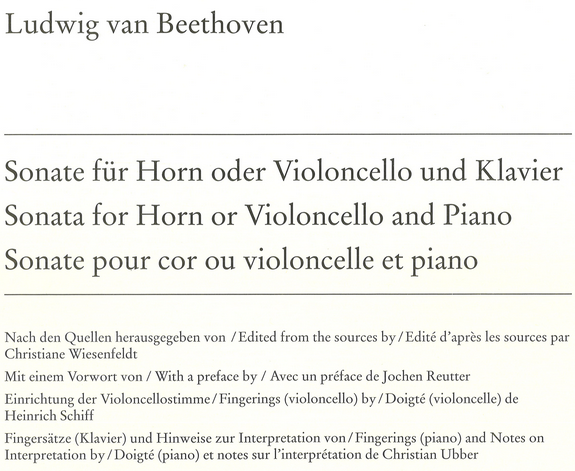 Ludwig van Beethoven
Sonate für Horn oder Violoncello und Klavier
Sonata for Horn or Violoncello and Piano
Sonate pour cor ou violoncelle et piano
Nach den Quellen herausgegeben von / Edited from the sources by / Edité d'après les sources par
Christiane Wiesenfeldt
Mit einem Vorwort von / With a preface by / Avec un préface de Jochen Reutter
Einrichtung der Violoncellostimme / Fingerings (violoncello) by / Doigté (violoncelle) de
Heinrich Schiff
Fingersätze (Klavier) und Hinweise zur Interpretation von / Fingerings (piano) and Notes on
Interpretation by / Doigté (piano) et notes sur l'interprétation de Christian Ubber